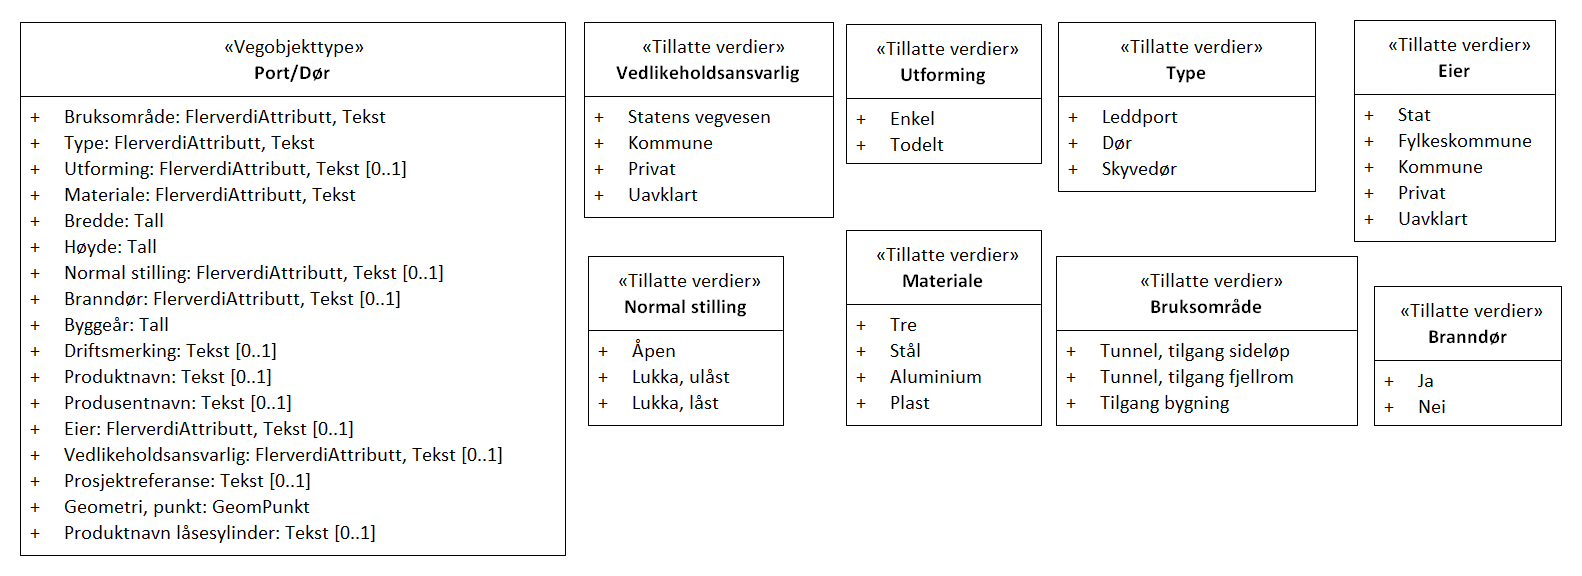 «Vegobjekttype»
Port/Dør
+ Bruksområde: FlerverdiAttributt, Tekst
+ Type: FlerverdiAttributt, Tekst
+ Utforming: FlerverdiAttributt, Tekst [0..1]
+ Materiale: FlerverdiAttributt, Tekst
+ Bredde: Tall
+ Høyde: Tall
+ Normal stilling: FlerverdiAttributt, Tekst [0..1]
+ Branndør: FlerverdiAttributt, Tekst [0..1]
+ Byggeår: Tall
+ Driftsmerking: Tekst [0..1]
+ Produktnavn: Tekst [0..1]
+ Produsentnavn: Tekst [0..1]
+ Eier: FlerverdiAttributt, Tekst [0..1]
+ Vedlikeholdsansvarlig: FlerverdiAttributt, Tekst [0..1]
+ Prosjektreferanse: Tekst [0..1]
+ Geometri, punkt: GeomPunkt
+ Produktnavn låsesylinder: Tekst [0..1]
«Tillatte verdier»
Vedlikeholdsansvarlig
+ Statens vegvesen
+ Kommune
+ Privat
+ Uavklart
«Tillatte verdier»
Utforming
+ Enkel
+ Todelt
«Tillatte verdier»
Type
+ Leddport
+ Dør
+ Skyvedør
«Tillatte verdier»
Eier
+ Stat
+ Fylkeskommune
+ Kommune
+ Privat
+ Uavklart
«Tillatte verdier»
Normal stilling
+ Åpen
+ Lukka, ulåst
+ Lukka, låst
«Tillatte verdier»
Materiale
+ Tre
+ Stål
+ Aluminium
+ Plast
«Tillatte verdier»
Bruksområde
+ Tunnel, tilgang sideløp
+ Tunnel, tilgang fjellrom
+ Tilgang bygning
«Tillatte verdier»
Branndør
+ Ja
+ Nei